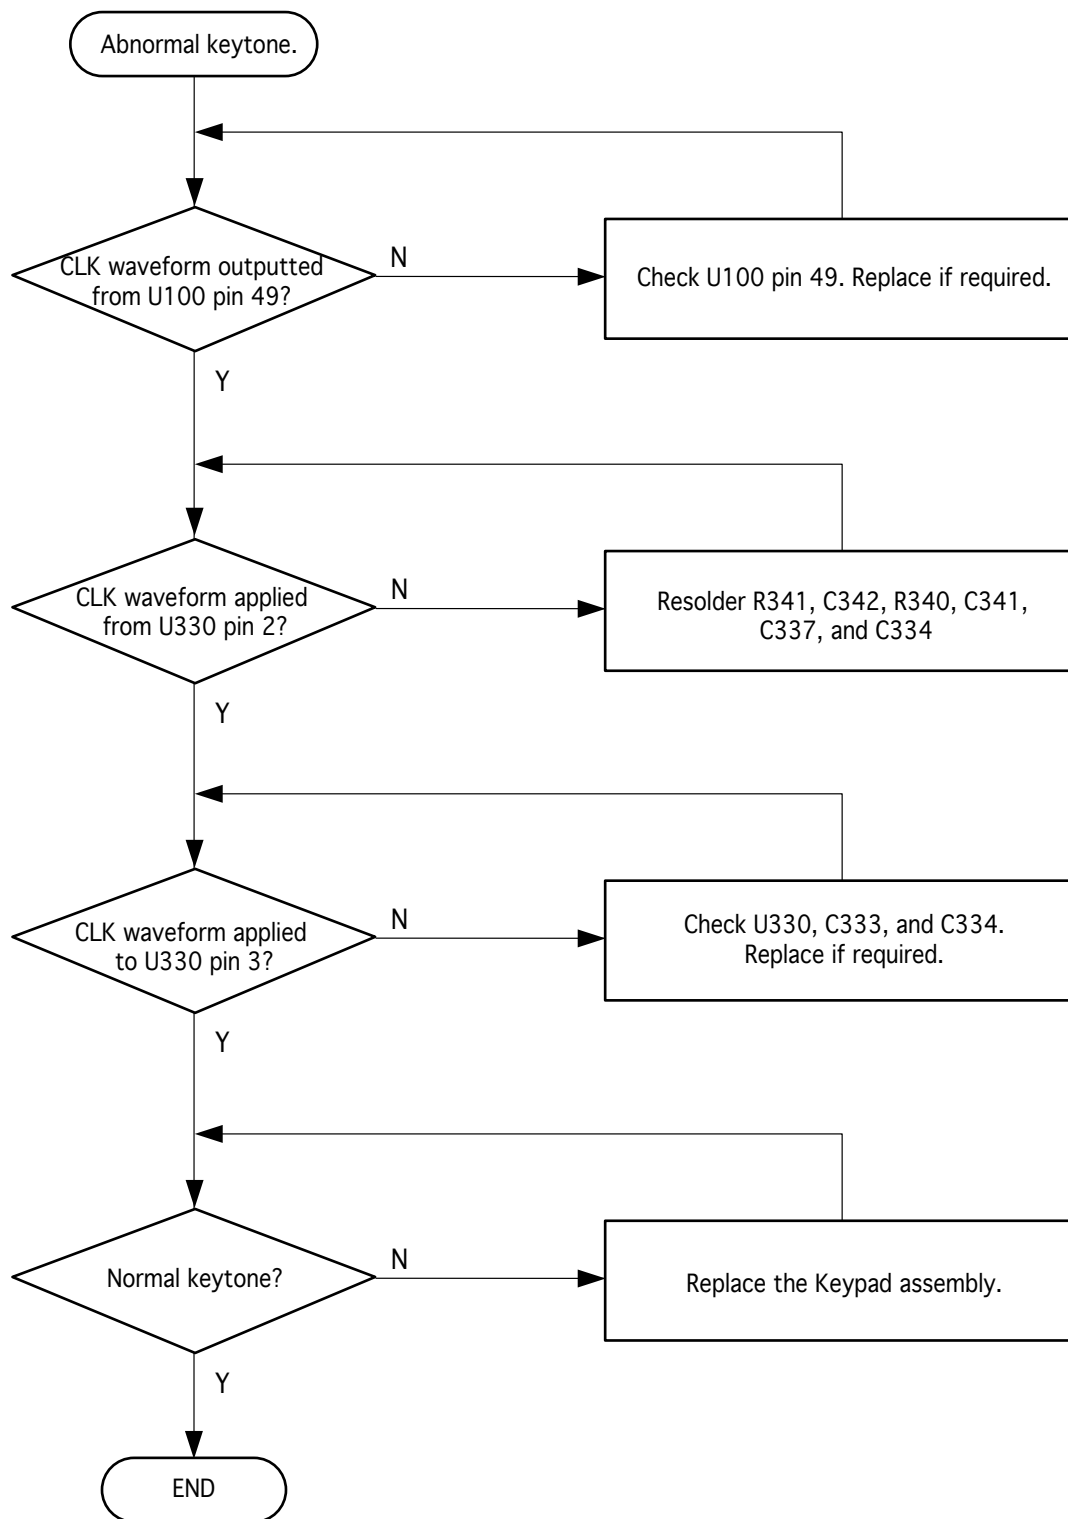 Abnormal keytone.
CLK waveform outputted
from U100 pin 49?
N
Check U100 pin 49. Replace if required.
Y
CLK waveform applied
from U330 pin 2?
N
Resolder R341, C342, R340, C341,
C337, and C334
Y
CLK waveform applied
to U330 pin 3?
N
Check U330, C333, and C334.
Replace if required.
Y
Normal keytone?
N
Replace the Keypad assembly.
Y
END